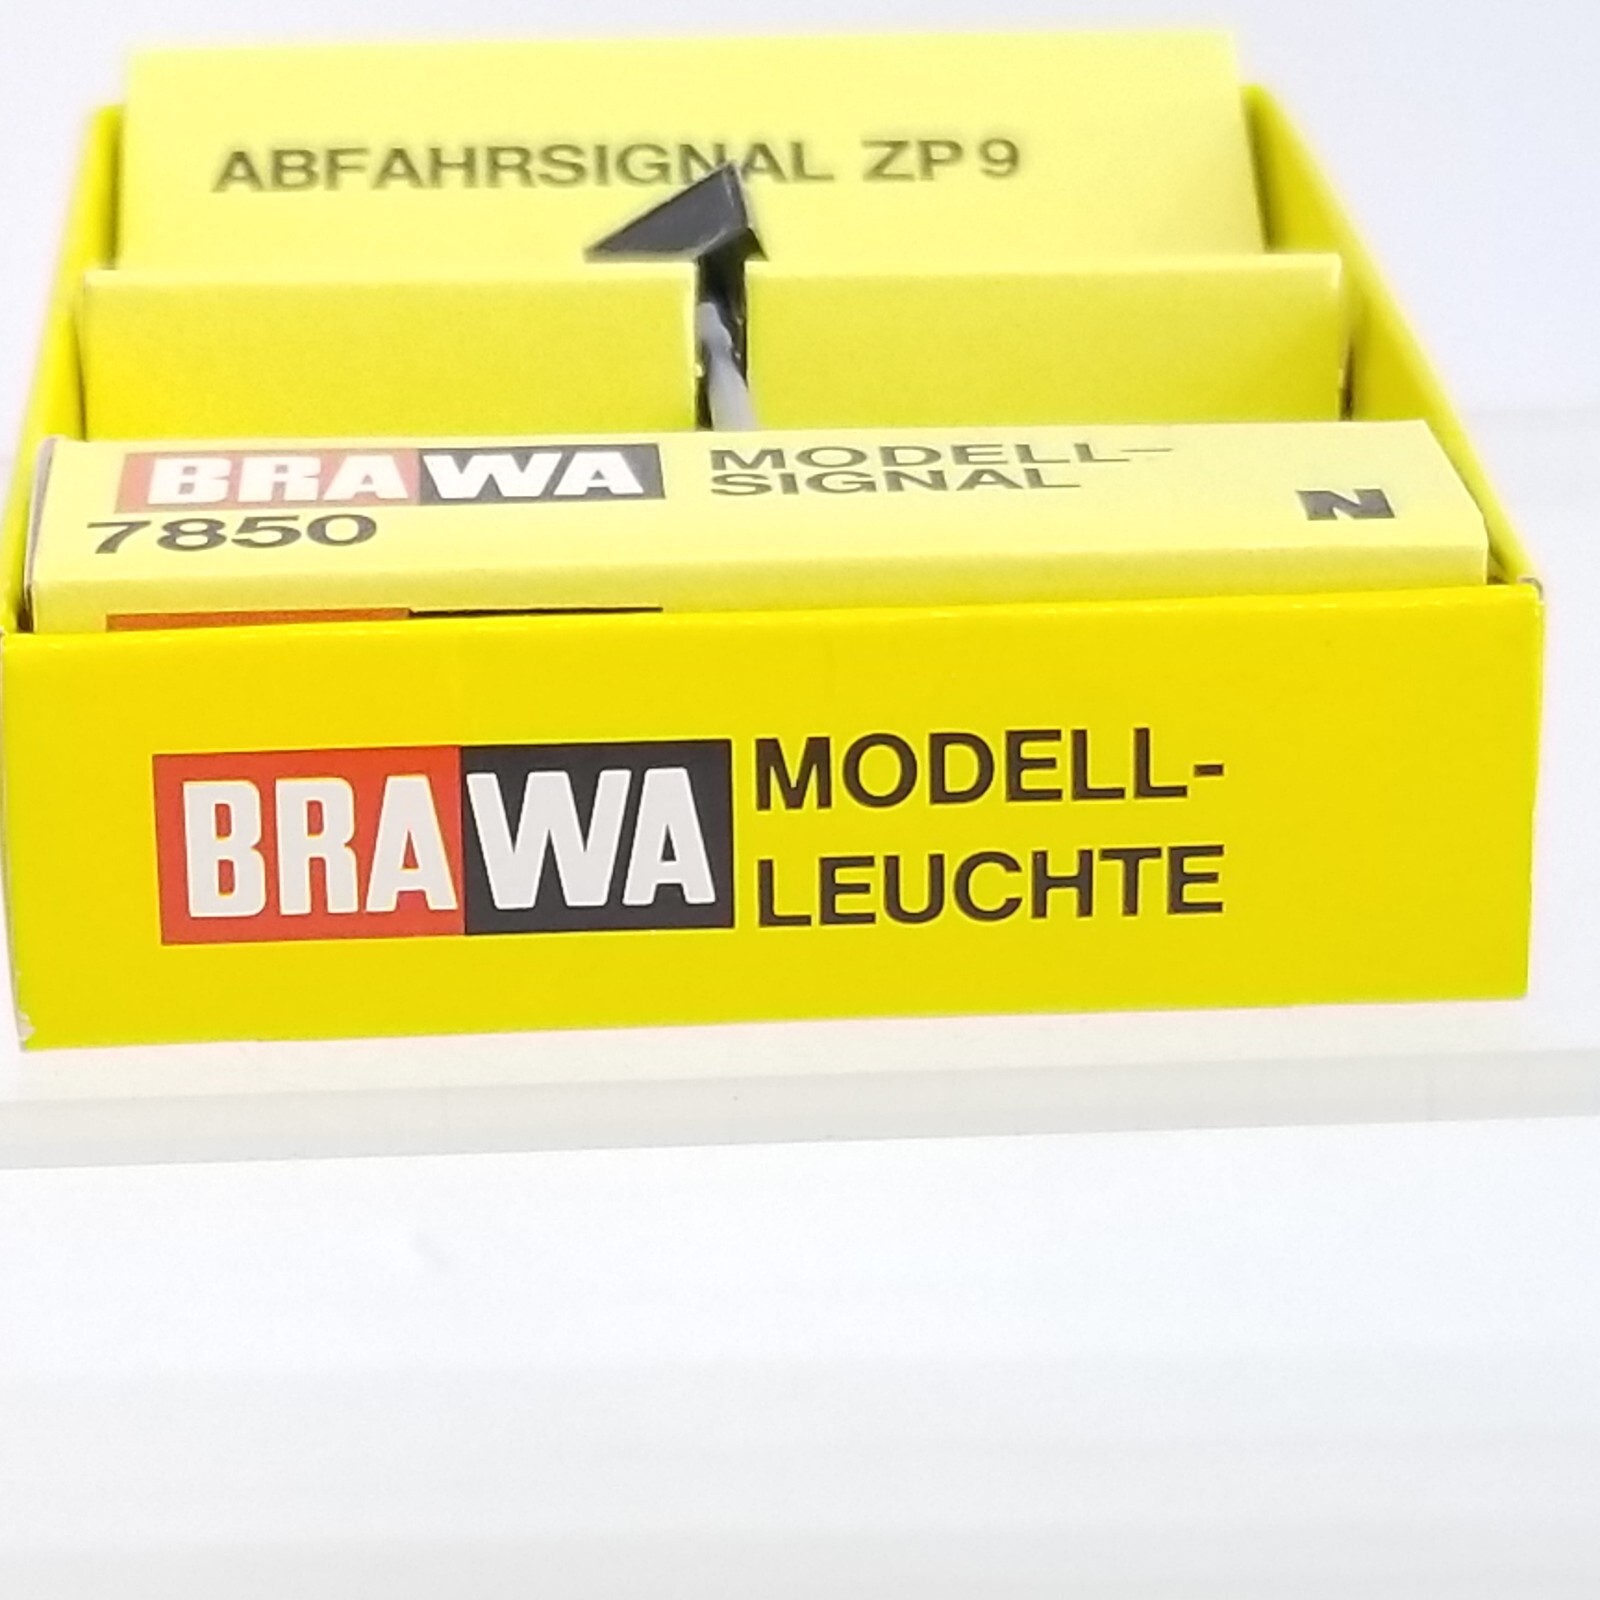 ABFAHRSIGNAL ZP 9
BRAWA MODELL-
SIGNAL
7850
N
BRAWA MODELL-
LEUCHTE